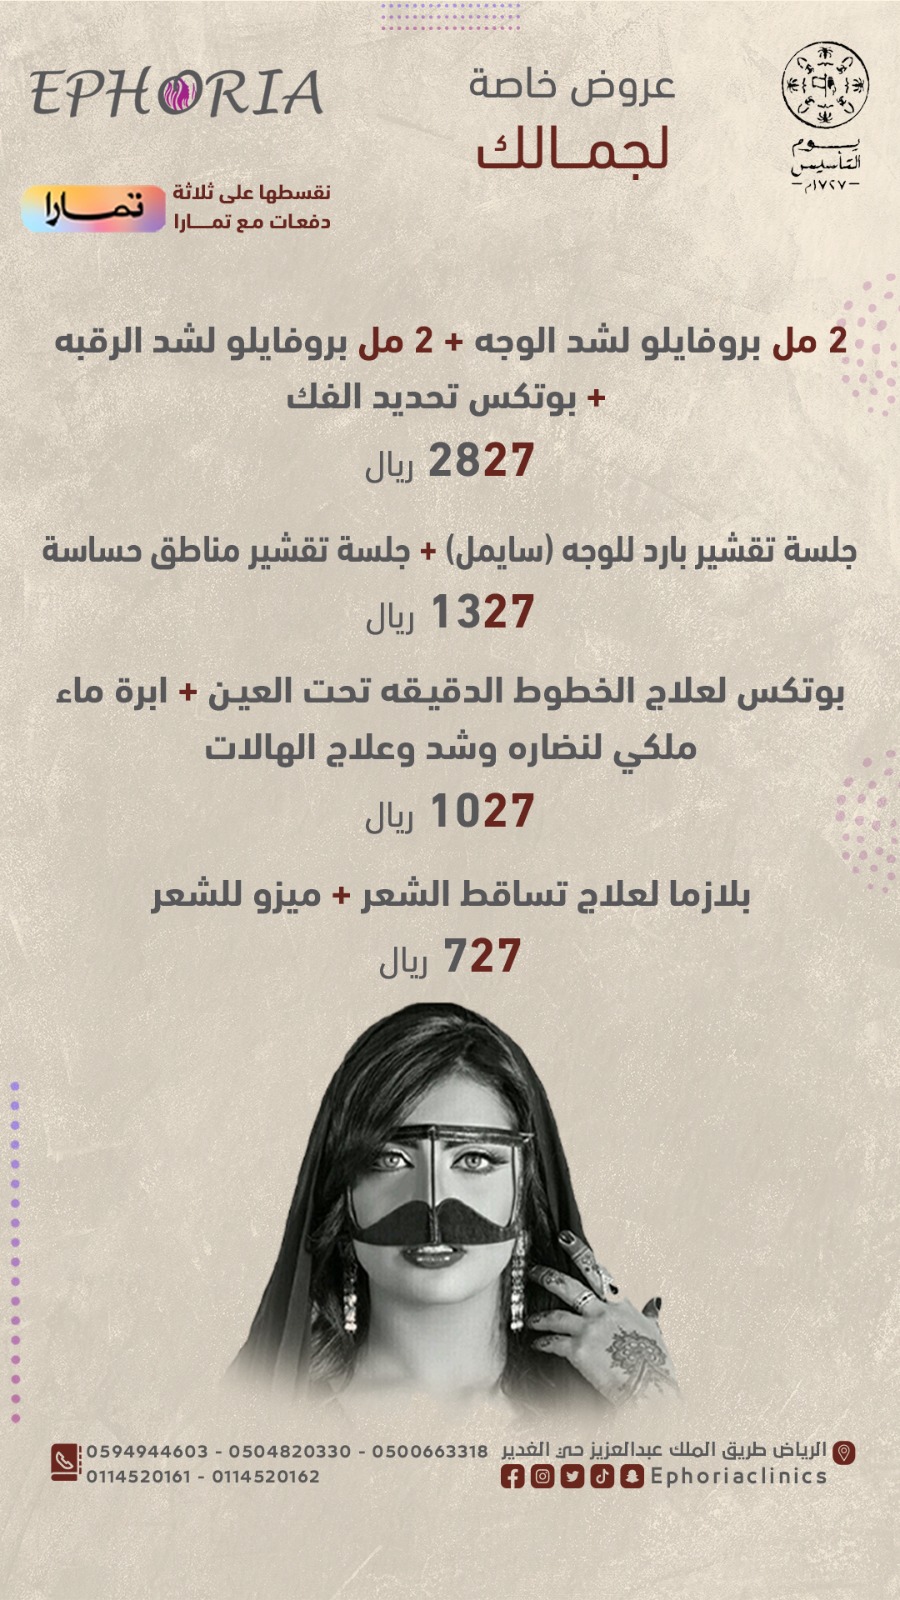 EPHORIA
عروض خاصة
لجمـالك
يوم
التأسيس
١٧٢٧م
نقسطها على ثلاثة
دفعات مع تمـارا
تمارا
2 مل بروفايلو لشد الوجه + 2 مل بروفايلو لشد الرقبه
+ بوتكس تحديد الفك
2827 ريال
جلسة تقشير بارد للوجه (سايمل) + جلسة تقشير مناطق حساسة
1327 ريال
بوتكس لعلاج الخطوط الدقيقه تحت العين + ابرة ماء
ملكي لنضاره وشد وعلاج الهالات
1027 ريال
بلازما لعلاج تساقط الشعر + ميزو للشعر
727 ريال
الرياض طريق الملك عبدالعزيز حي الغدير
Ephoriaclinics
0594944603 - 0504820330 - 0500663318
0114520161 - 0114520162